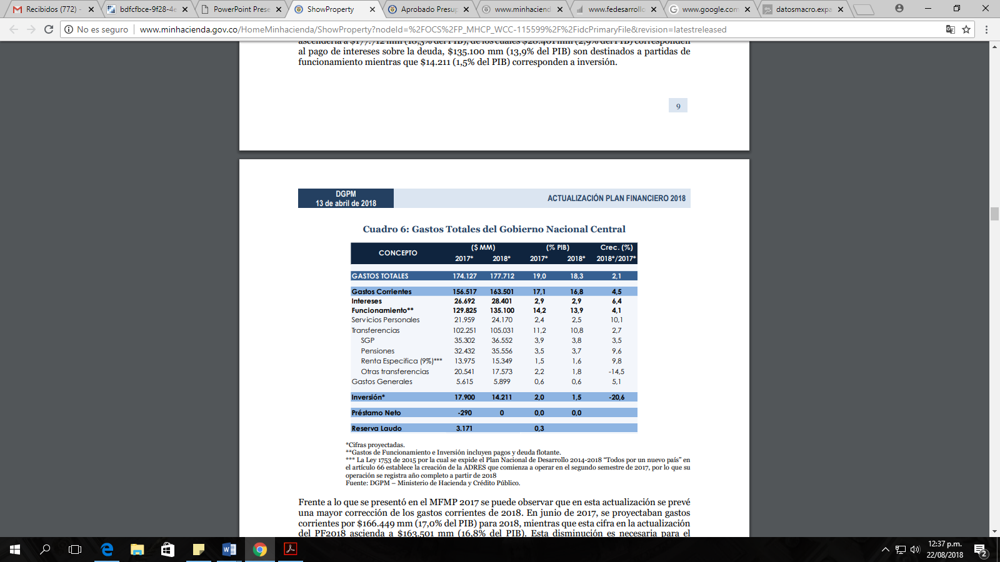 Recibidos (772) -
bdfcfbce-9f28-4e
PowerPoint Prese
ShowProperty
Aprobado Presup
www.minhaciend
www.fedesarrollo
www.google.com
datosmacro.expa
No es seguro | www.minhacienda.gov.co/HomeMinhacienda/ShowProperty?nodeId=%2FOCS%2FP_MHCP_WCC-115599%2F%2FidcPrimaryFile&revision=latestreleased
ascendería a $177.712 mm (18,3% del PIB), de los cuales $28.401 mm (2,9% del PIB) corresponden
al pago de intereses sobre la deuda, $135.100 mm (13,9% del PIB) son destinados a partidas de
funcionamiento mientras que $14.211 (1,5% del PIB) corresponden a inversión.
9
DGPM
13 de abril de 2018
ACTUALIZACIÓN PLAN FINANCIERO 2018
Cuadro 6: Gastos Totales del Gobierno Nacional Central
CONCEPTO ($ MM) (% PIB) Crec. (%)
2017* 2018* 2017* 2018* 2018*/2017*
GASTOS TOTALES 174.127 177.712 19,0 18,3 2,1
Gastos Corrientes 156.517 163.501 17,1 16,8 4,5
Intereses 26.692 28.401 2,9 2,9 6,4
Funcionamiento** 129.825 135.100 14,2 13,9 4,1
Servicios Personales 21.959 24.170 2,4 2,5 10,1
Transferencias 102.251 105.031 11,2 10,8 2,7
SGP 35.302 36.552 3,9 3,8 3,5
Pensiones 32.432 35.556 3,5 3,7 9,6
Renta Especifica (9%)*** 13.975 15.349 1,5 1,6 9,8
Otras transferencias 20.541 17.573 2,2 1,8 -14,5
Gastos Generales 5.615 5.899 0,6 0,6 5,1
Inversión* 17.900 14.211 2,0 1,5 -20,6
Préstamo Neto -290 0 0,0 0,0
Reserva Laudo 3.171 0,3
*Cifras proyectadas.
**Gastos de Funcionamiento e Inversión incluyen pagos y deuda flotante.
*** La Ley 1753 de 2015 por la cual se expide el Plan Nacional de Desarrollo 2014-2018 “Todos por un nuevo país” en
el artículo 66 establece la creación de la ADRES que comienza a operar en el segundo semestre de 2017, por lo que su
operación se registra año completo a partir de 2018
Fuente: DGPM – Ministerio de Hacienda y Crédito Público.
Frente a lo que se presentó en el MFMP 2017 se puede observar que en esta actualización se prevé
una mayor corrección de los gastos corrientes de 2018. En junio de 2017, se proyectaban gastos
corrientes por $166.449 mm (17,0% del PIB) para 2018, mientras que esta cifra en la actualización
del PF2018 ascienda a $163.501 mm (16,8% del PIB). Esta disminución es necesaria para el
12:37 p.m.
22/08/2018
2